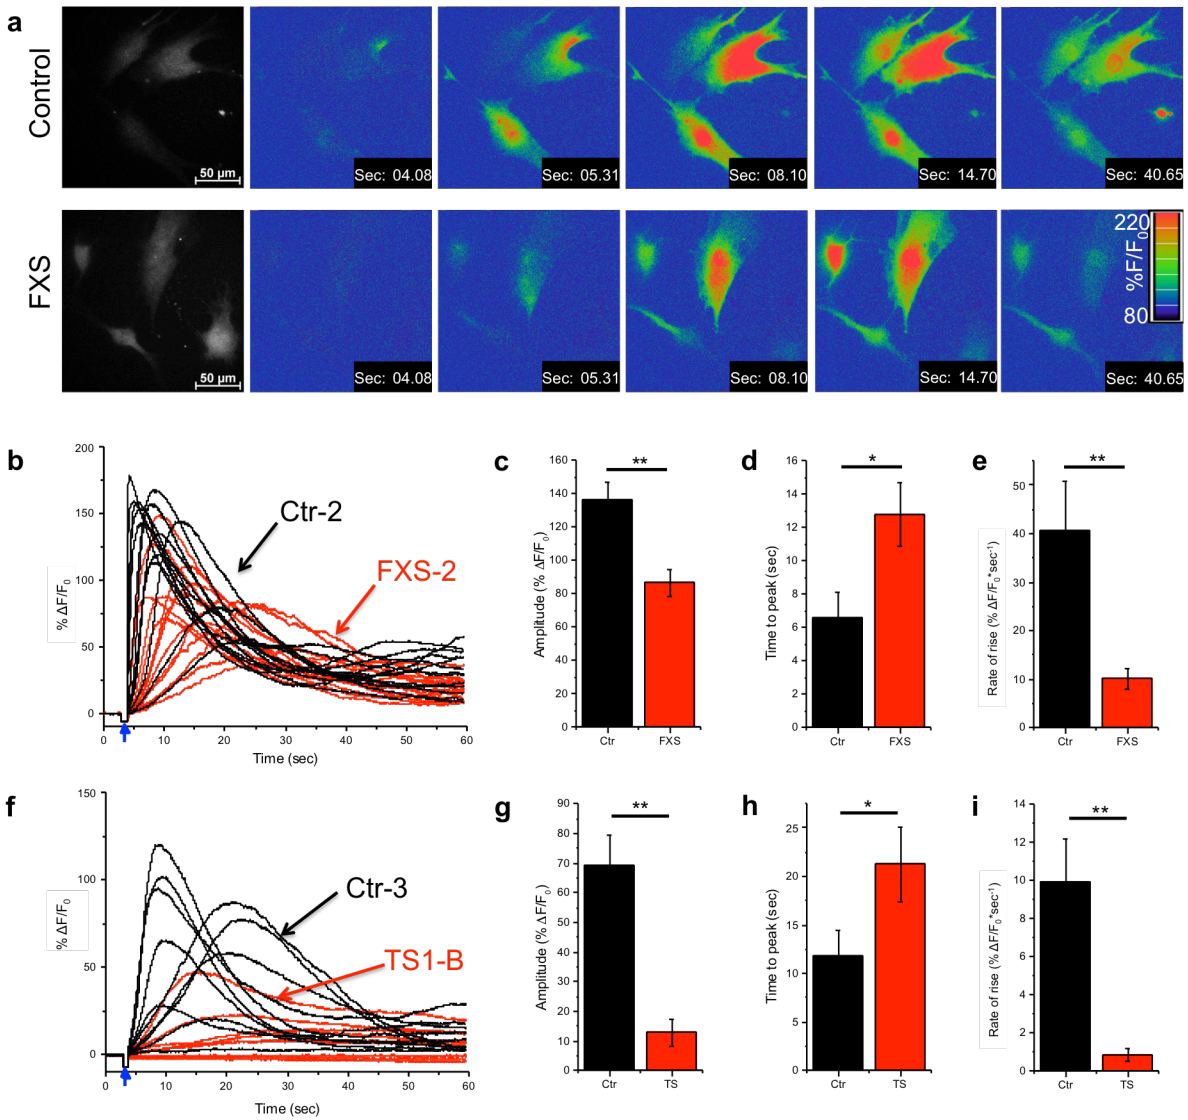 a
Control
50 µm
Sec: 04.08
Sec: 05.31
Sec: 08.10
Sec: 14.70
Sec: 40.65
FXS
50 µm
Sec: 04.08
Sec: 05.31
Sec: 08.10
Sec: 14.70
Sec: 40.65
220
%F/F0
80
b
200
150
100
50
0
% ΔF/F0
Ctr-2
FXS-2
0 10 20 30 40 50 60
Time (sec)
c
**
160
140
120
100
80
60
40
20
0
Amplitude (% ΔF/F0)
Ctr FXS
d
*
16
14
12
10
8
6
4
2
0
Time to peak (sec)
Ctr FXS
e
**
50
40
30
20
10
0
Rate of rise (% ΔF/F0*sec-1)
Ctr FXS
f
150
100
50
0
% ΔF/F0
Ctr-3
TS1-B
0 10 20 30 40 50 60
Time (sec)
g
**
90
80
70
60
50
40
30
20
10
0
Amplitude (% ΔF/F0)
Ctr TS
h
*
25
20
15
10
5
0
Time to peak (sec)
Ctr TS
i
**
14
12
10
8
6
4
2
0
Rate of rise (% ΔF/F0*sec-1)
Ctr TS